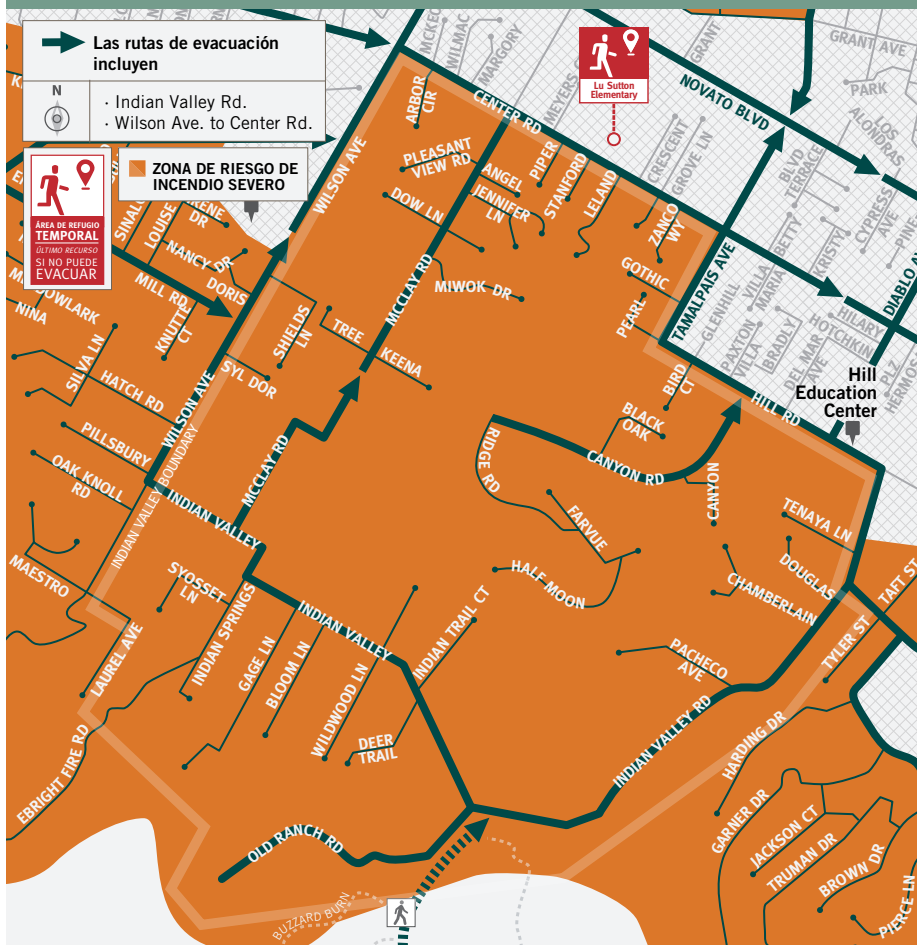 Las rutas de evacuación
incluyen
N
· Indian Valley Rd.
· Wilson Ave. to Center Rd.
ÁREA DE REFUGIO
TEMPORAL
ÚLTIMO RECURSO
SI NO PUEDE
EVACUAR
ZONA DE RIESGO DE
INCENDIO SEVERO
Lu Sutton
Elementary
WILMAC
MARGORY
MEYERS
GRANT
GRANT AVE
PARK
LOS
ALONDRAS
NOVATO BLVD
BLVD
TERRACE
CYPRESS
AVE
PINE
ARBOR
CIR
CENTER RD
WILSON AVE
PLEASANT
VIEW RD
ANGEL
PIPER
JENNIFER
LN
STANFORD
LELAND
CRESCENT
GROVE LN
ZANCO
WY
DOW LN
MCCLAY RD
MIWOK DR
GOTHIC
PEARL
TAMALPAIS AVE
GLENHILL
VILLA
MARIA
BETTY
KRISTY
DIABLO AVE
PAXTON
VILLA
BRADLY
DEL MAR
AVE
HOTCHKIN
HILARY
PLZ
HERMOSA
LOUISE
NANCY DR
DORIS
MILL RD
KNUTTE
CT
NINA
SILVA LN
HATCH RD
SHIELDS
LN
TREE
KEENA
SYL DOR
WILSON AVE
PILLSBURY
OAK KNOLL
RD
INDIAN VALLEY BOUNDARY
INDIAN VALLEY
MCCLAY RD
BIRD
CT
BLACK
OAK
HILL RD
Hill
Education
Center
RIDGE RD
CANYON RD
CANYON
FARVUE
HALF MOON
TENAYA LN
DOUGLAS
CHAMBERLAIN
TAFT ST
TYLER ST
MAESTRO
SYOSSET
LN
LAUREL AVE
INDIAN SPRINGS
GAGE LN
BLOOM LN
INDIAN VALLEY
WILDWOOD LN
INDIAN TRAIL CT
DEER
TRAIL
PACHECO
AVE
INDIAN VALLEY RD
HARDING DR
EBRIGHT FIRE RD
OLD RANCH RD
BUZZARD BURN
GARNER DR
JACKSON CT
TRUMAN DR
BROWN DR
PIERCE LN